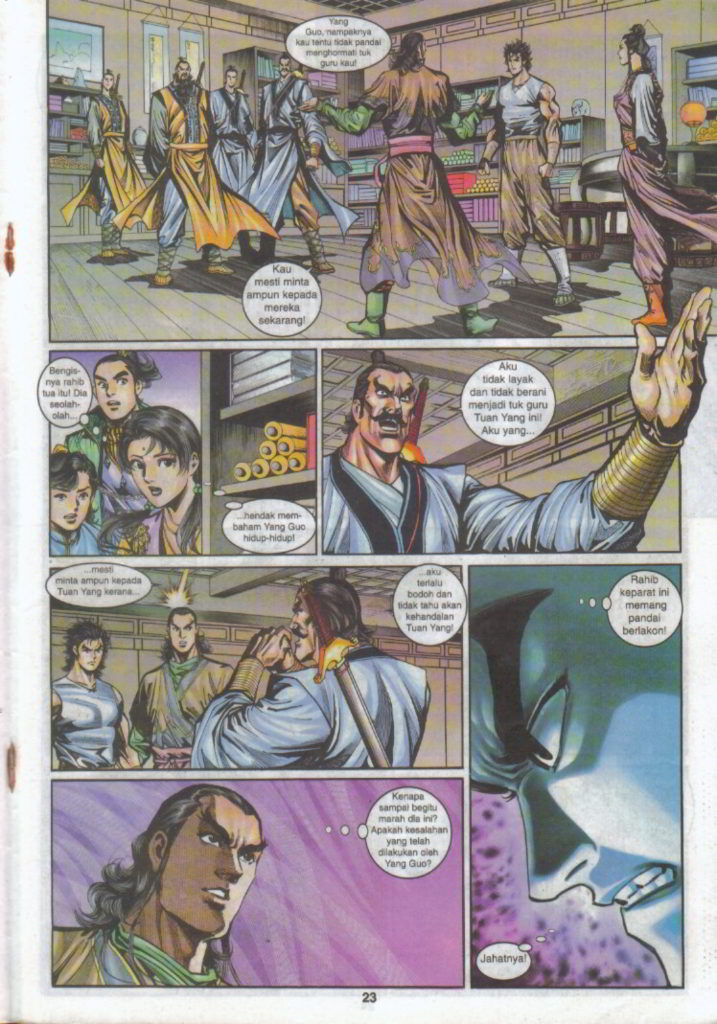 Yang
Guo, nampaknya
kau tentu tidak pandai
menghormati tuk
guru kau!
Kau
mesti minta
ampun kepada
mereka
sekarang!
Bengis-
nya rahib
tua itu! Dia
seolah-
olah...
...hendak mem-
baham Yang Guo
hidup-hidup!
Aku
tidak layak
dan tidak berani
menjadi tuk guru
Tuan Yang ini!
Aku yang...
...mesti
minta ampun kepada
Tuan Yang kerana...
...aku
terlalu
bodoh dan
tidak tahu akan
kehandalan
Tuan Yang!
Rahib
keparat ini
memang
pandai
berlakon!
Kenapa
sampai begitu
marah dia ini?
Apakah kesalahan
yang telah
dilakukan oleh
Yang Guo?
Jahatnya!
23